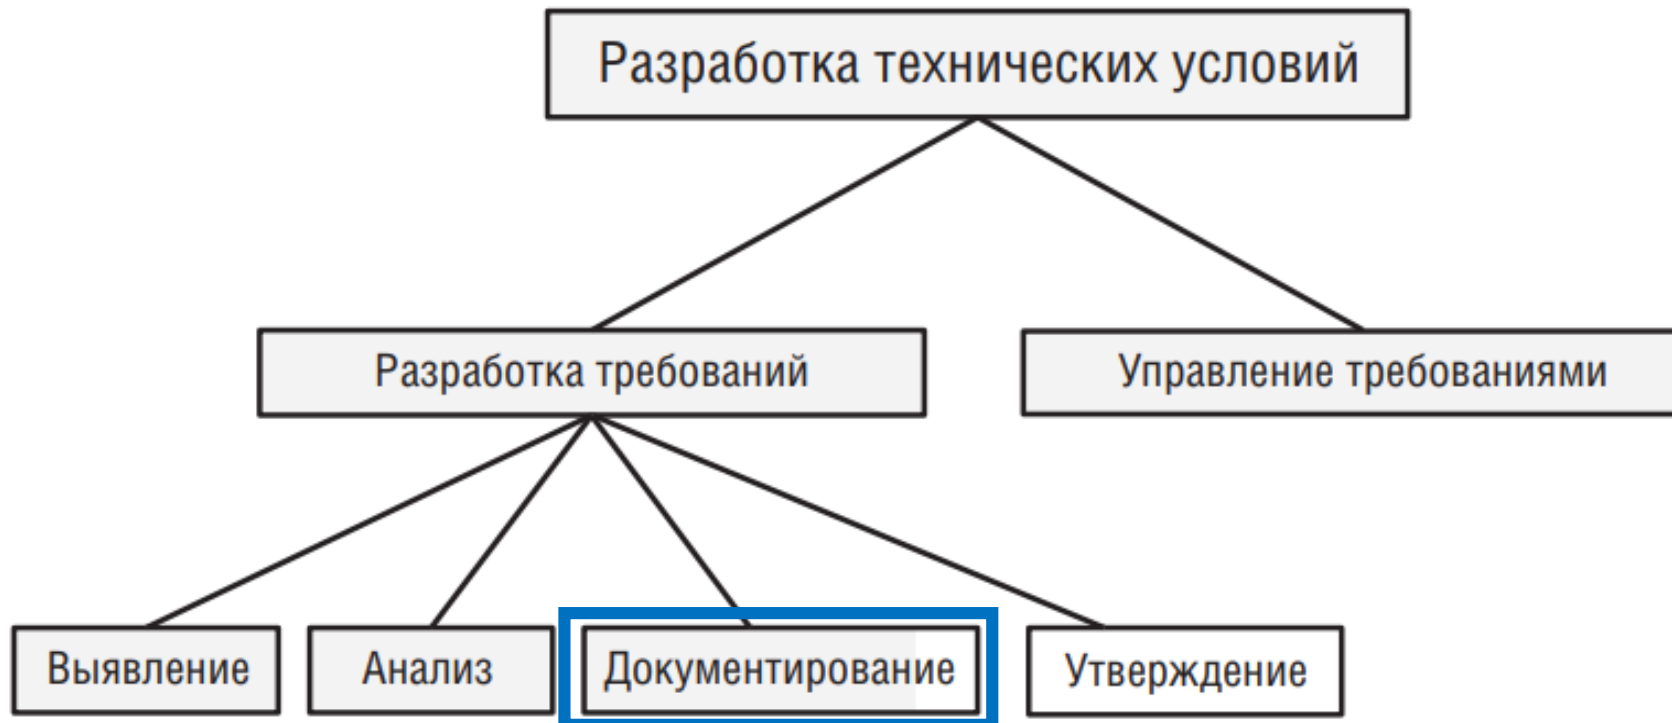 Разработка технических условий
Разработка требований
Управление требованиями
Выявление
Анализ
Документирование
Утверждение